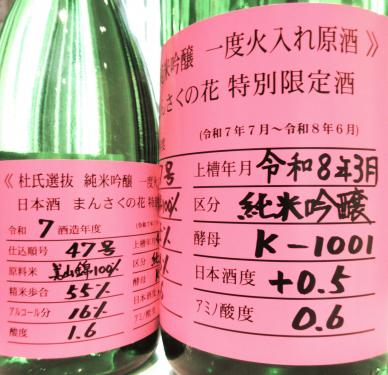 《杜氏選抜 純米吟醸 一度火
日本酒 まんさくの花 特
令和 7 酒造年度
仕込順号 47号
原料米 美山錦100%
精米歩合 55%
アルコール分 16%
酸度 1.6
米吟醸 一度火入れ原酒》
まんさくの花 特別限定酒
(令和7年7月~令和8年6月)
上槽年月 令和8年3月
区分 純米吟醸
酵母 K-1001
日本酒度 +0.5
アミノ酸度 0.6